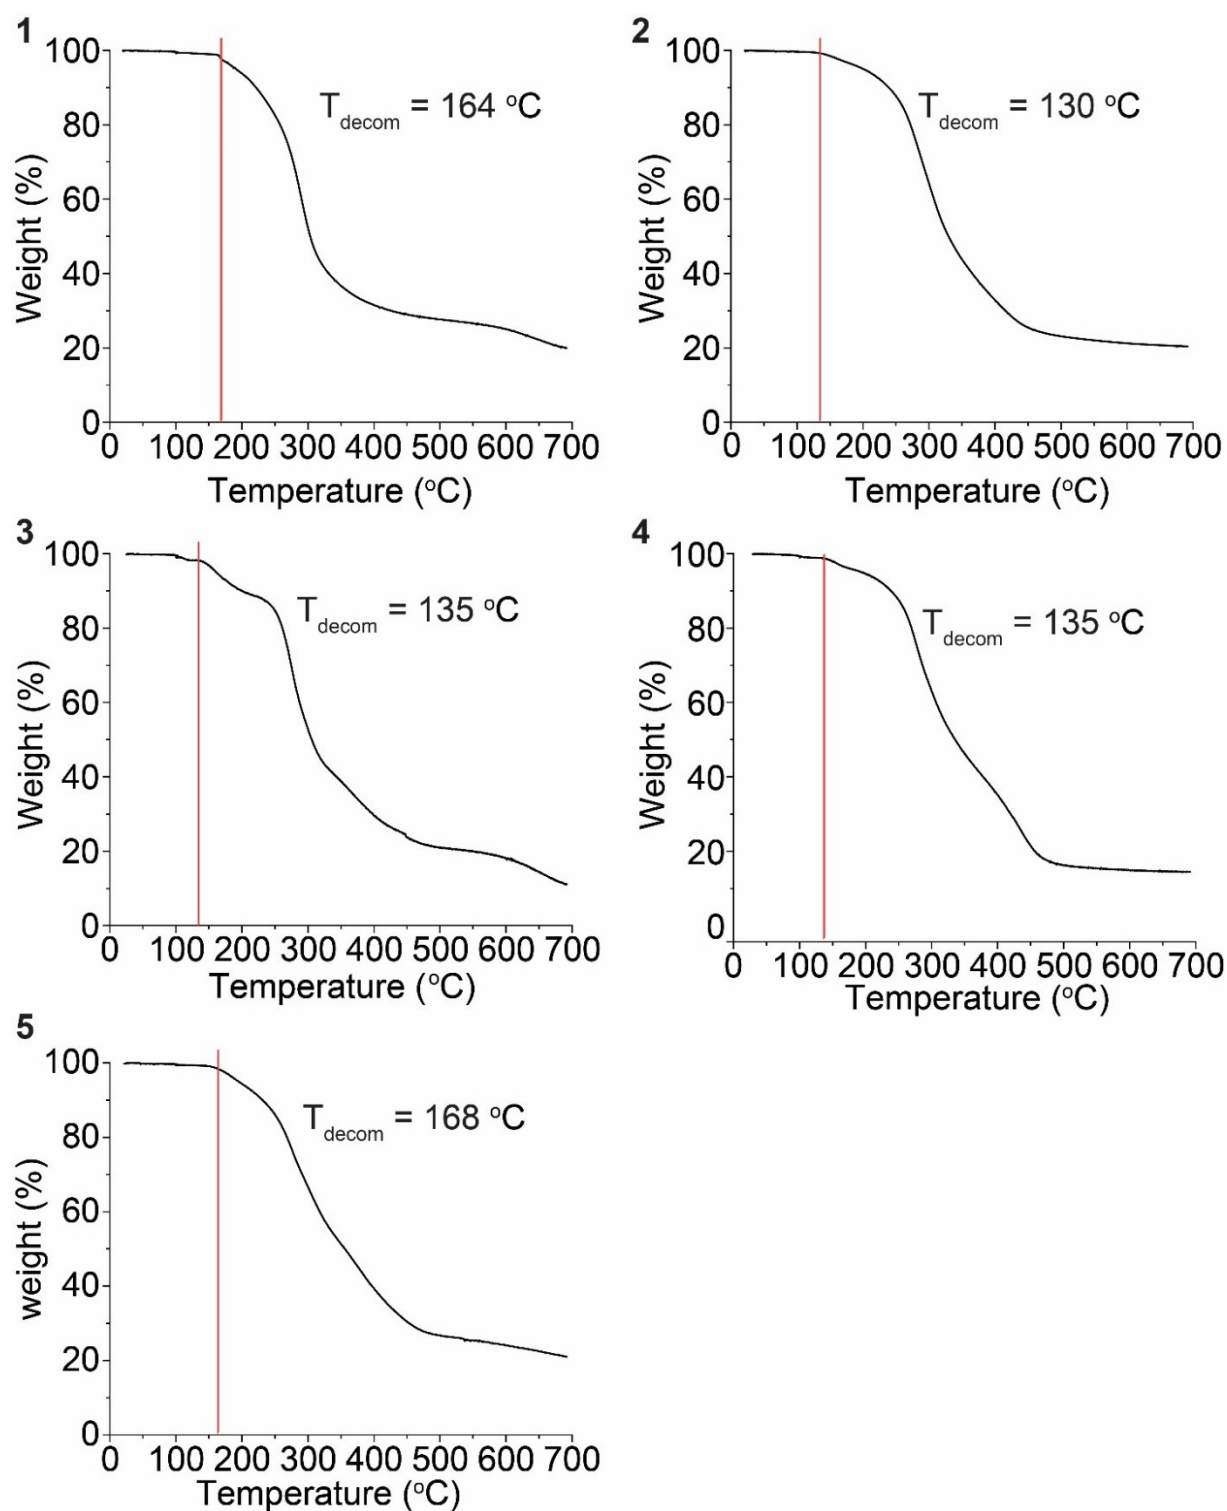 1
100
80
60
40
20
0
Weight (%)
T decom = 164 °C
0 100 200 300 400 500 600 700
Temperature (°C)
2
100
80
60
40
20
0
Weight (%)
T decom = 130 °C
0 100 200 300 400 500 600 700
Temperature (°C)
3
100
80
60
40
20
0
Weight (%)
T decom = 135 °C
0 100 200 300 400 500 600 700
Temperature (°C)
4
100
80
60
40
20
0
Weight (%)
T decom = 135 °C
0 100 200 300 400 500 600 700
Temperature (°C)
5
100
80
60
40
20
0
weight (%)
T decom = 168 °C
0 100 200 300 400 500 600 700
Temperature (°C)